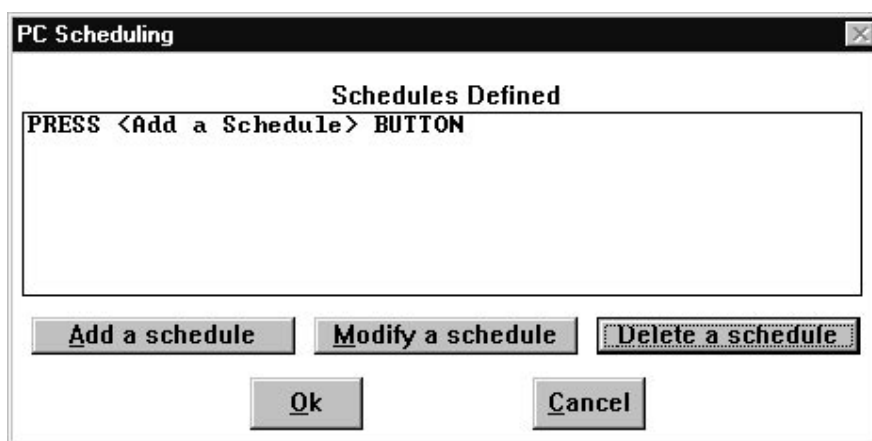 PC Scheduling
Schedules Defined
PRESS <Add a Schedule> BUTTON
Add a schedule Modify a schedule Delete a schedule
Ok Cancel